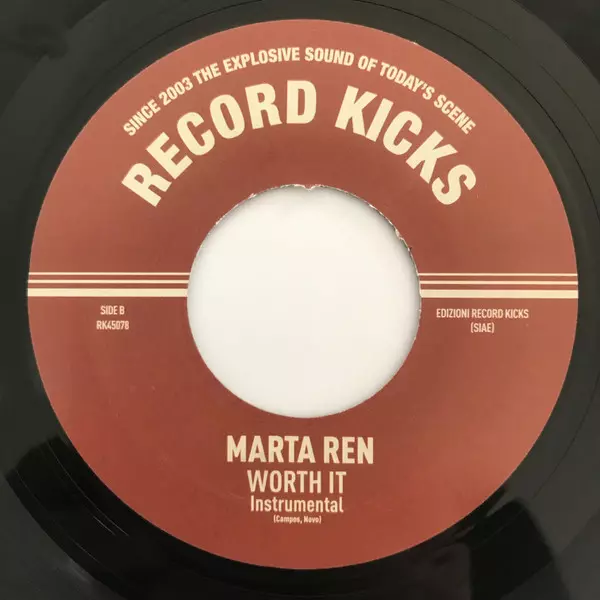 SINCE 2003 THE EXPLOSIVE SOUND OF TODAY'S SCENE
RECORD KICKS
SIDE B
RK45078
EDIZIONI RECORD KICKS
(SIAE)
MARTA REN
WORTH IT
Instrumental
(Campos, Novo)